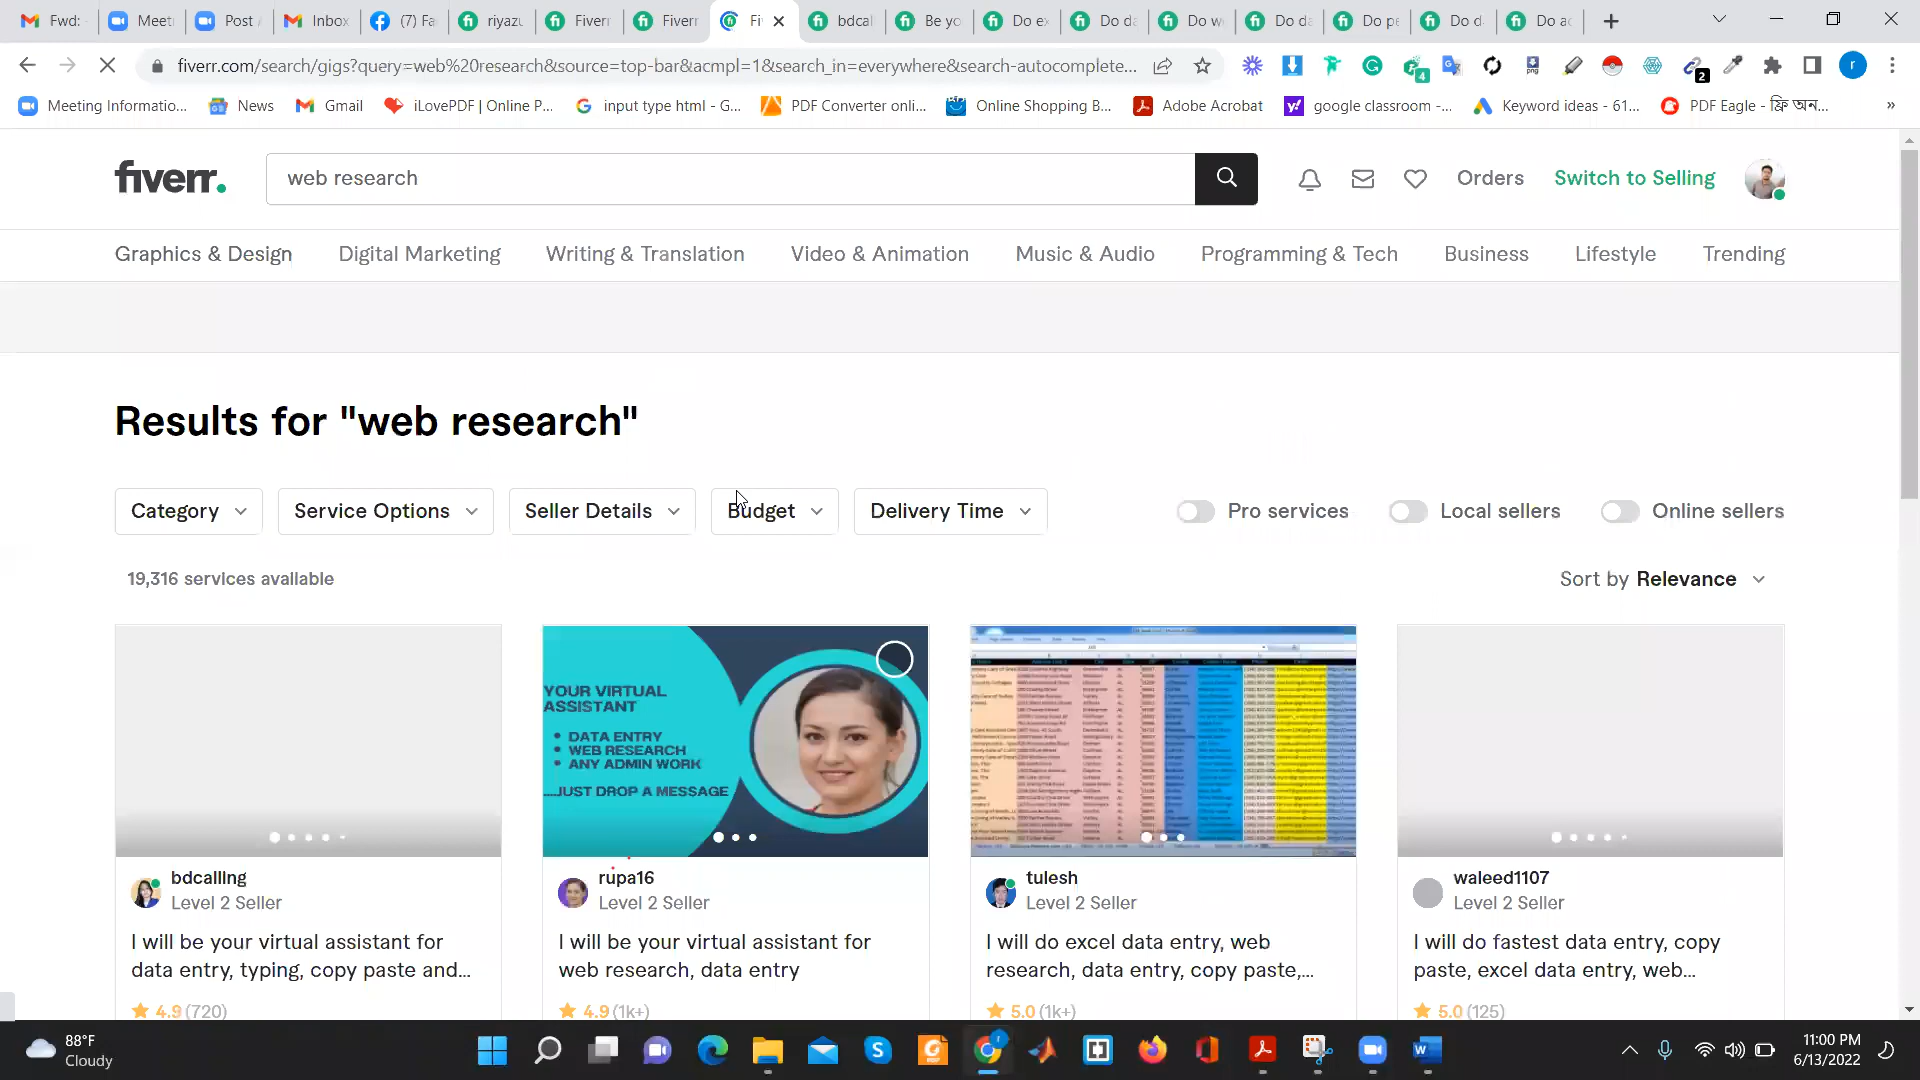 Fwd:
Meeti
Post A
Inbox
(7) Fa
riyazu
Fiverr
Fiverr
Fi
bdcal
Be yo
Do ex
Do da
Do w
Do da
Do pe
Do d
Do ac
fiverr.com/search/gigs?query=web%20research&source=top-bar&acmpl=1&search_in=everywhere&search-autocomplete...
4
2
r
Meeting Informatio...
News
Gmail
iLovePDF | Online P...
input type html - G...
PDF Converter onli...
Online Shopping B...
Adobe Acrobat
google classroom -...
Keyword ideas - 61...
PDF Eagle - ফ্রি অন...
»
fiverr.
web research
Orders
Switch to Selling
Graphics & Design
Digital Marketing
Writing & Translation
Video & Animation
Music & Audio
Programming & Tech
Business
Lifestyle
Trending
Results for "web research"
Category
Service Options
Seller Details
Budget
Delivery Time
Pro services
Local sellers
Online sellers
19,316 services available
Sort by Relevance
YOUR VIRTUAL
ASSISTANT
• DATA ENTRY
• WEB RESEARCH
• ANY ADMIN WORK
....JUST DROP A MESSAGE
bdcalling
Level 2 Seller
I will be your virtual assistant for
data entry, typing, copy paste and...
4.9 (720)
rupa16
Level 2 Seller
I will be your virtual assistant for
web research, data entry
4.9 (1k+)
tulesh
Level 2 Seller
I will do excel data entry, web
research, data entry, copy paste,...
5.0 (1k+)
waleed1107
Level 2 Seller
I will do fastest data entry, copy
paste, excel data entry, web...
5.0 (125)
88°F
Cloudy
11:00 PM
6/13/2022